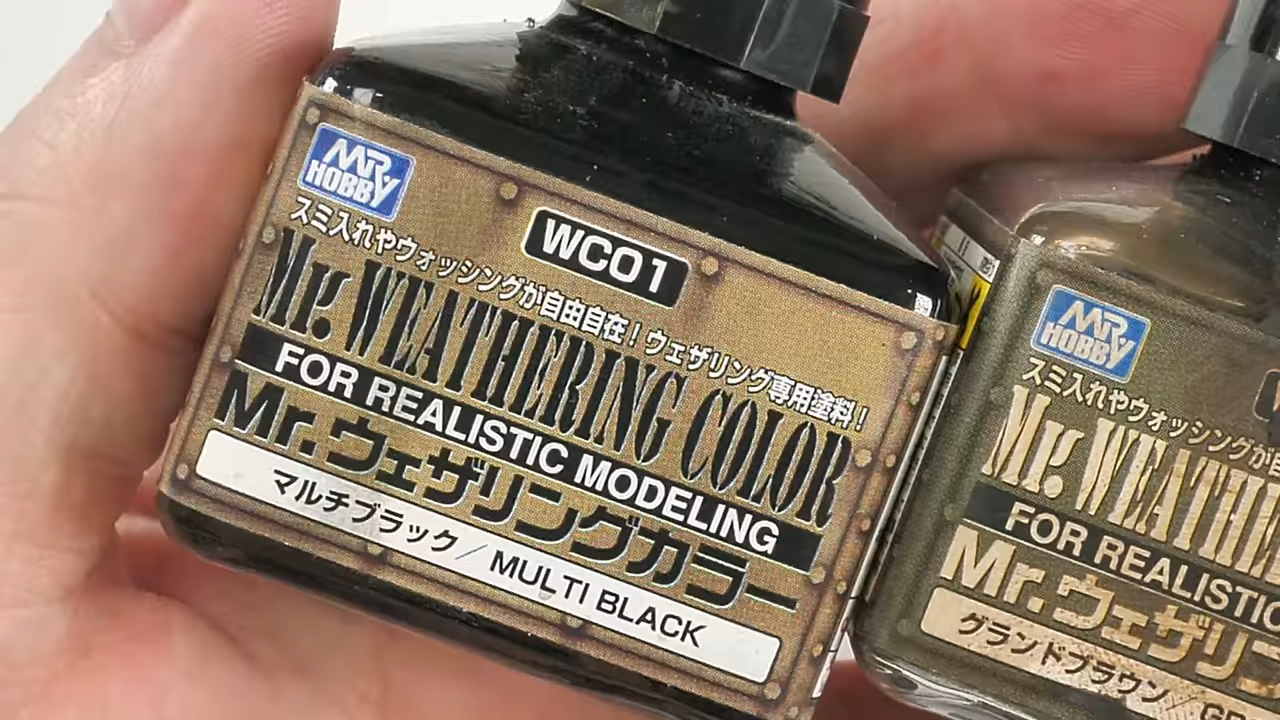 MR HOBBY
WC01
スミ入れやウォッシングが自由自在！ウェザリング専用塗料！
Mr. WEATHERING COLOR
FOR REALISTIC MODELING
Mr.ウェザリングカラー
マルチブラック／MULTI BLACK
MR HOBBY
スミ入れやウォッシングが
Mr. WEATHE
FOR REALISTIC
Mr.ウェザリン
グランドブラウン／GR